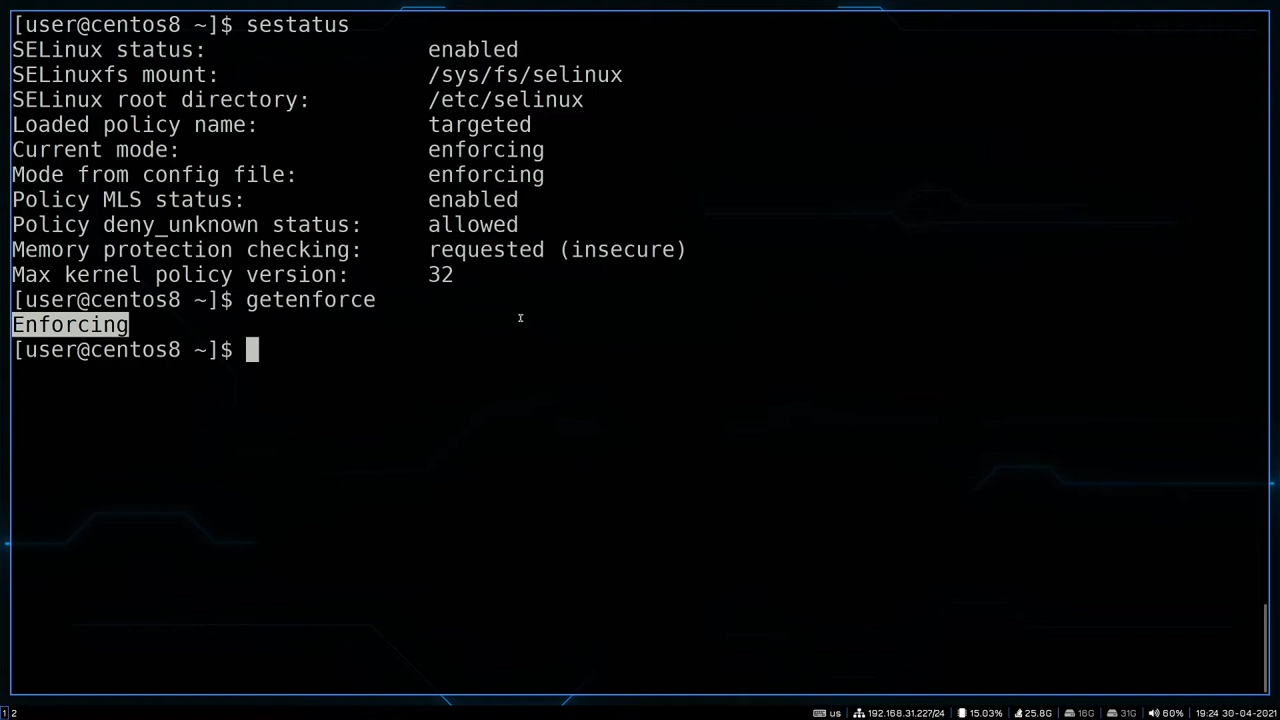 [user@centos8 ~]$ sestatus
SELinux status:                 enabled
SELinuxfs mount:                /sys/fs/selinux
SELinux root directory:         /etc/selinux
Loaded policy name:             targeted
Current mode:                   enforcing
Mode from config file:          enforcing
Policy MLS status:              enabled
Policy deny_unknown status:     allowed
Memory protection checking:     requested (insecure)
Max kernel policy version:      32
[user@centos8 ~]$ getenforce
Enforcing
[user@centos8 ~]$
1 2 us 192.168.31.227/24 15.03% 25.8G 16G 31G 60% 19:24 30-04-2021